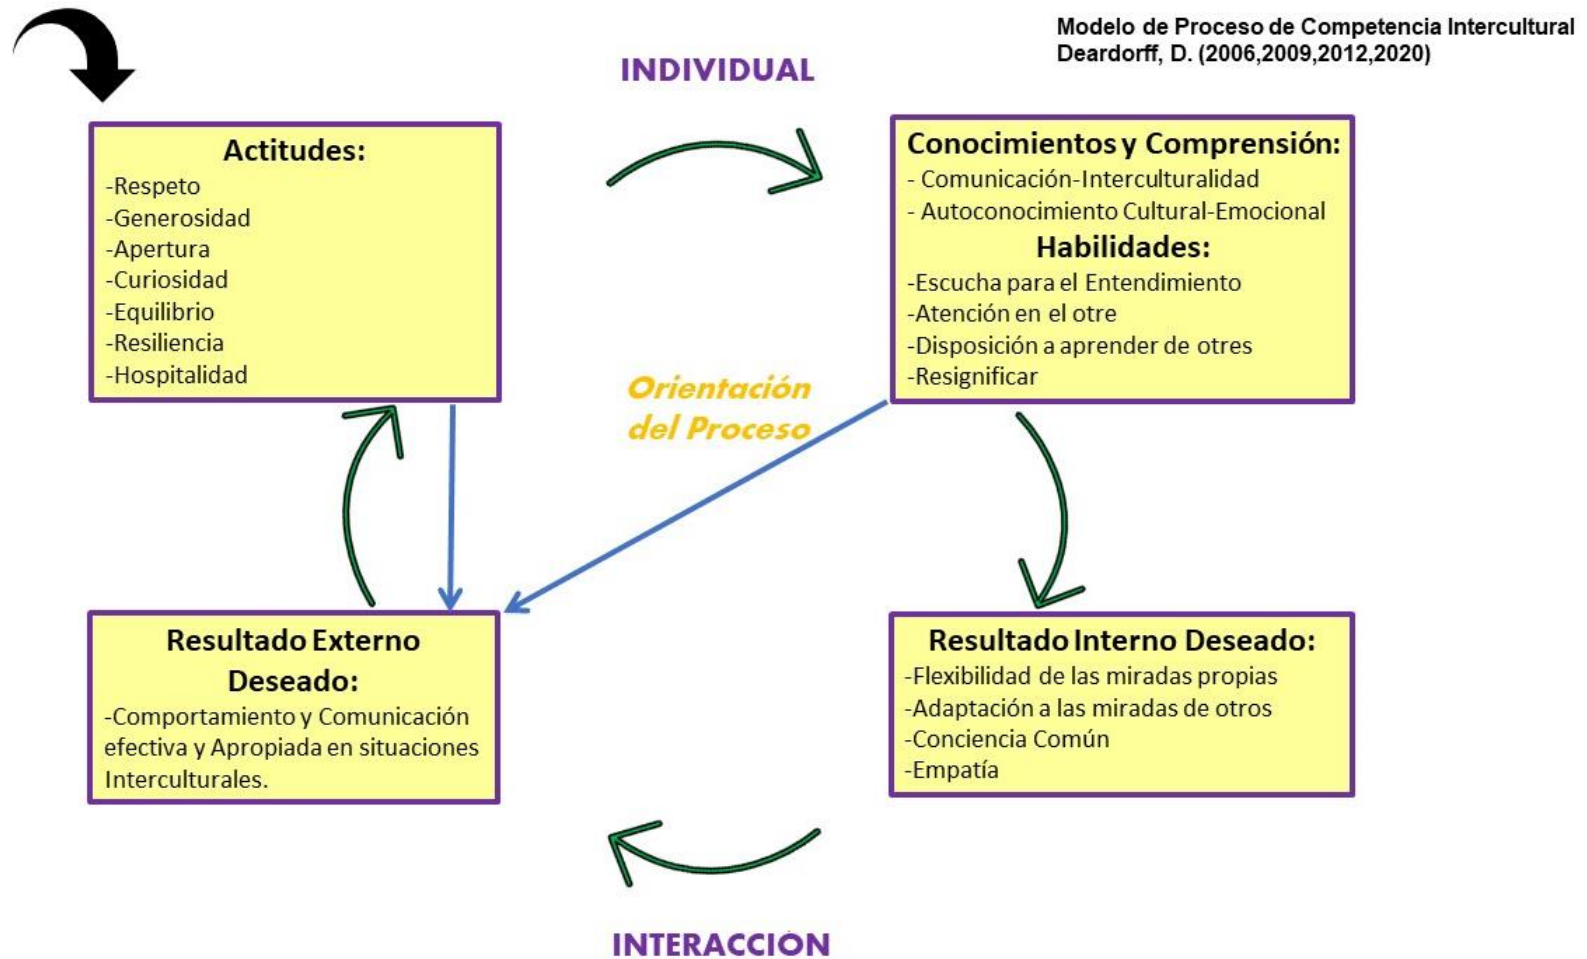 Modelo de Proceso de Competencia Intercultural
Deardorff, D. (2006,2009,2012,2020)
INDIVIDUAL
Actitudes:
-Respeto
-Generosidad
-Apertura
-Curiosidad
-Equilibrio
-Resiliencia
-Hospitalidad
Conocimientos y Comprensión:
- Comunicación-Interculturalidad
- Autoconocimiento Cultural-Emocional
Habilidades:
-Escucha para el Entendimiento
-Atención en el otre
-Disposición a aprender de otres
-Resignificar
Orientación
del Proceso
Resultado Externo
Deseado:
-Comportamiento y Comunicación
efectiva y Apropiada en situaciones
Interculturales.
Resultado Interno Deseado:
-Flexibilidad de las miradas propias
-Adaptación a las miradas de otros
-Conciencia Común
-Empatía
INTERACCIÓN